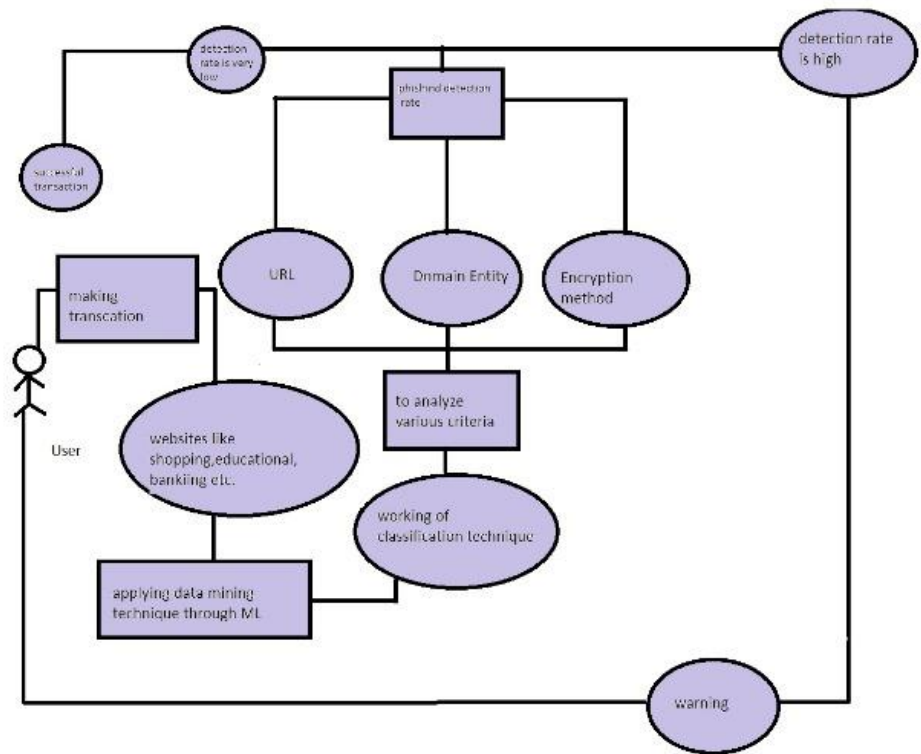 detection
rate is very
low
detection rate
is high
phishind detection
rate
successful
transaction
URL
Dnmain Entity
Encryption
method
making
transcation
to analyze
various criteria
User
websites like
shopping,educational,
bankiing etc.
working of
classification technique
applying data mining
technique through ML
warning